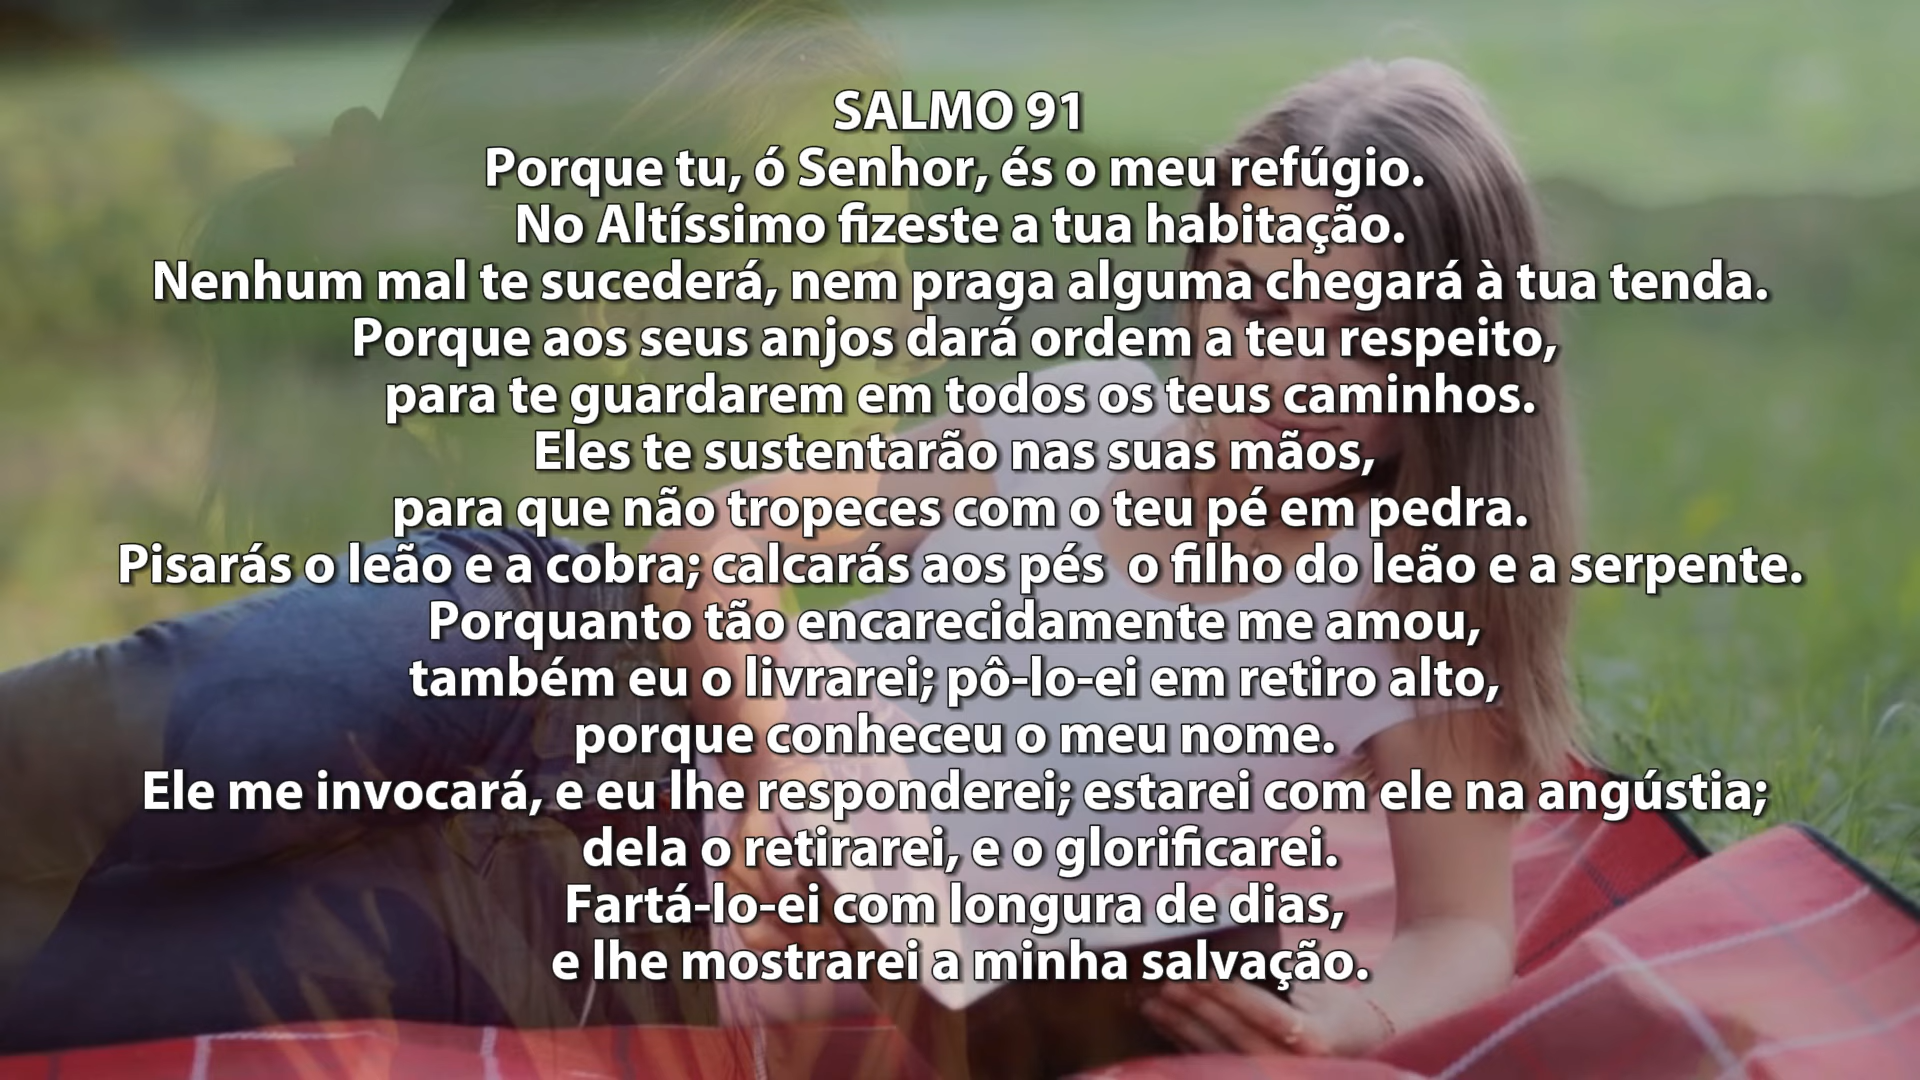 SALMO 91
Porque tu, ó Senhor, és o meu refúgio.
No Altíssimo fizeste a tua habitação.
Nenhum mal te sucederá, nem praga alguma chegará à tua tenda.
Porque aos seus anjos dará ordem a teu respeito,
para te guardarem em todos os teus caminhos.
Eles te sustentarão nas suas mãos,
para que não tropeces com o teu pé em pedra.
Pisarás o leão e a cobra; calcarás aos pés  o filho do leão e a serpente.
Porquanto tão encarecidamente me amou,
também eu o livrarei; pô-lo-ei em retiro alto,
porque conheceu o meu nome.
Ele me invocará, e eu lhe responderei; estarei com ele na angústia;
dela o retirarei, e o glorificarei.
Fartá-lo-ei com longura de dias,
e lhe mostrarei a minha salvação.